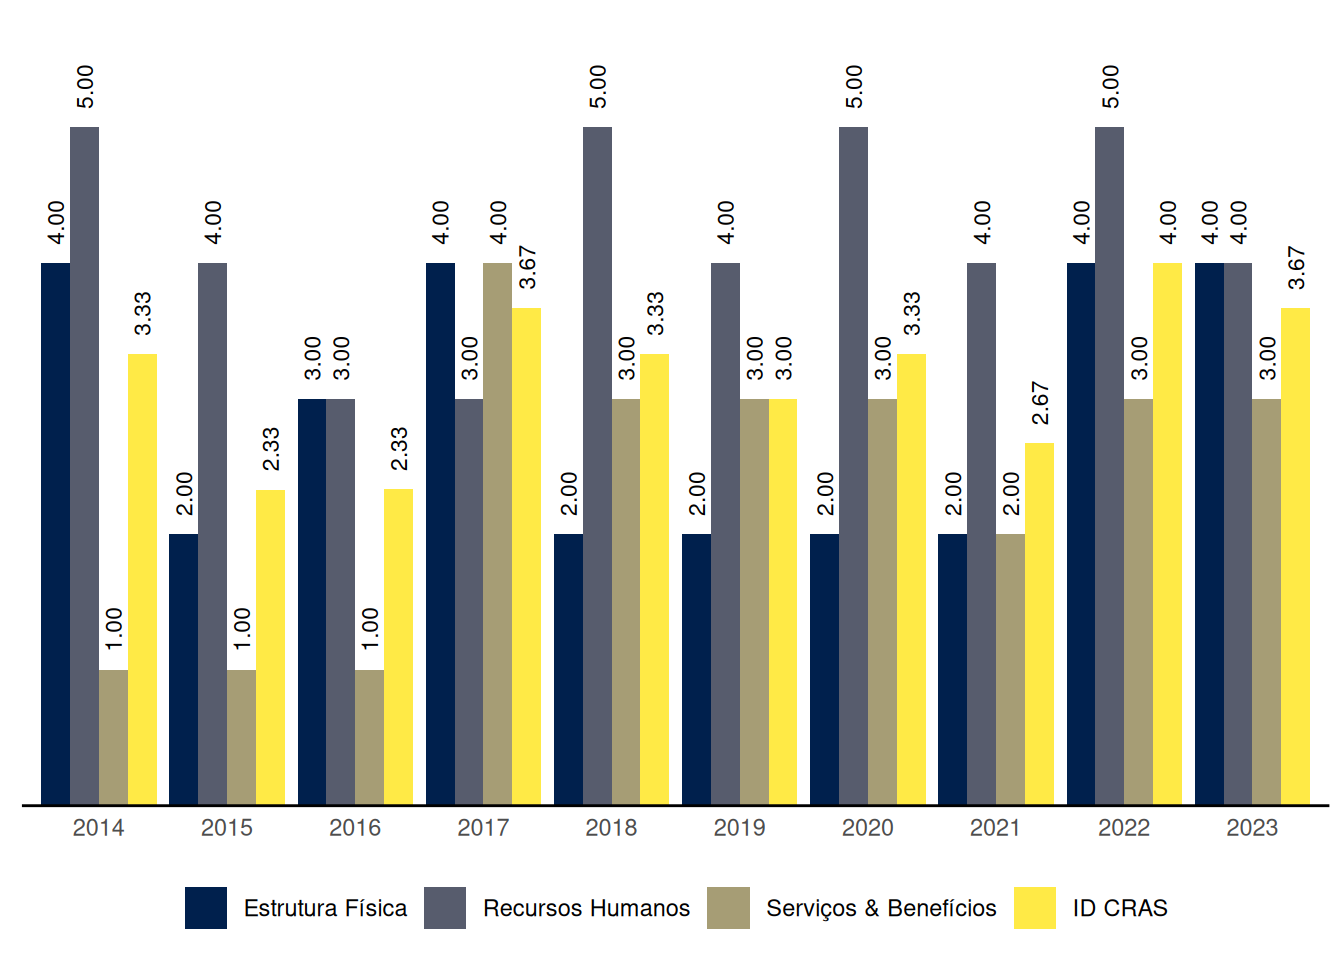 4.00 5.00 1.00 3.33
2.00 4.00 1.00 2.33
3.00 3.00 1.00 2.33
4.00 3.00 4.00 3.67
2.00 5.00 3.00 3.33
2.00 4.00 3.00 3.00
2.00 5.00 3.00 3.33
2.00 4.00 2.00 2.67
4.00 5.00 3.00 4.00
4.00 4.00 3.00 3.67
2014 2015 2016 2017 2018 2019 2020 2021 2022 2023
Estrutura Física Recursos Humanos Serviços & Benefícios ID CRAS